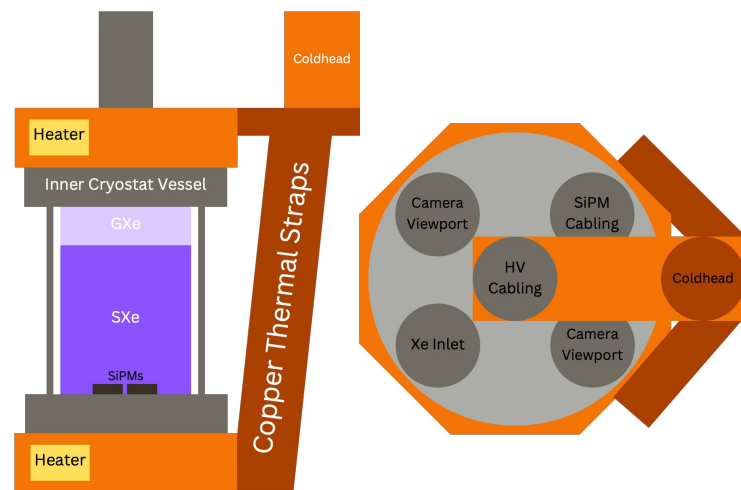 Coldhead
Heater
Inner Cryostat Vessel
GXe
SXe
SiPMs
Copper Thermal Straps
Heater
Camera
Viewport
SiPM
Cabling
HV
Cabling
Coldhead
Xe Inlet
Camera
Viewport